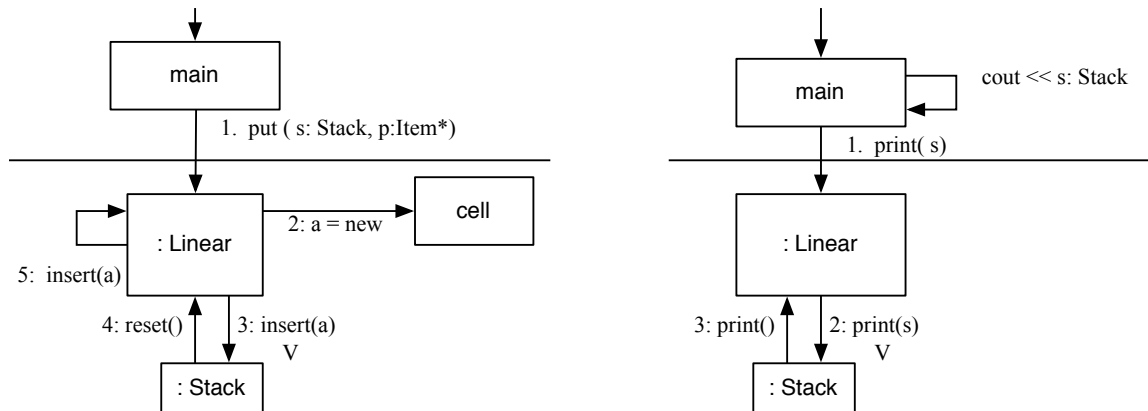 main
1. put ( s: Stack, p:Item*)
: Linear
2: a = new
cell
5: insert(a)
4: reset()
3: insert(a)
V
: Stack
main
cout << s: Stack
1. print( s)
: Linear
3: print()
2: print(s)
V
: Stack